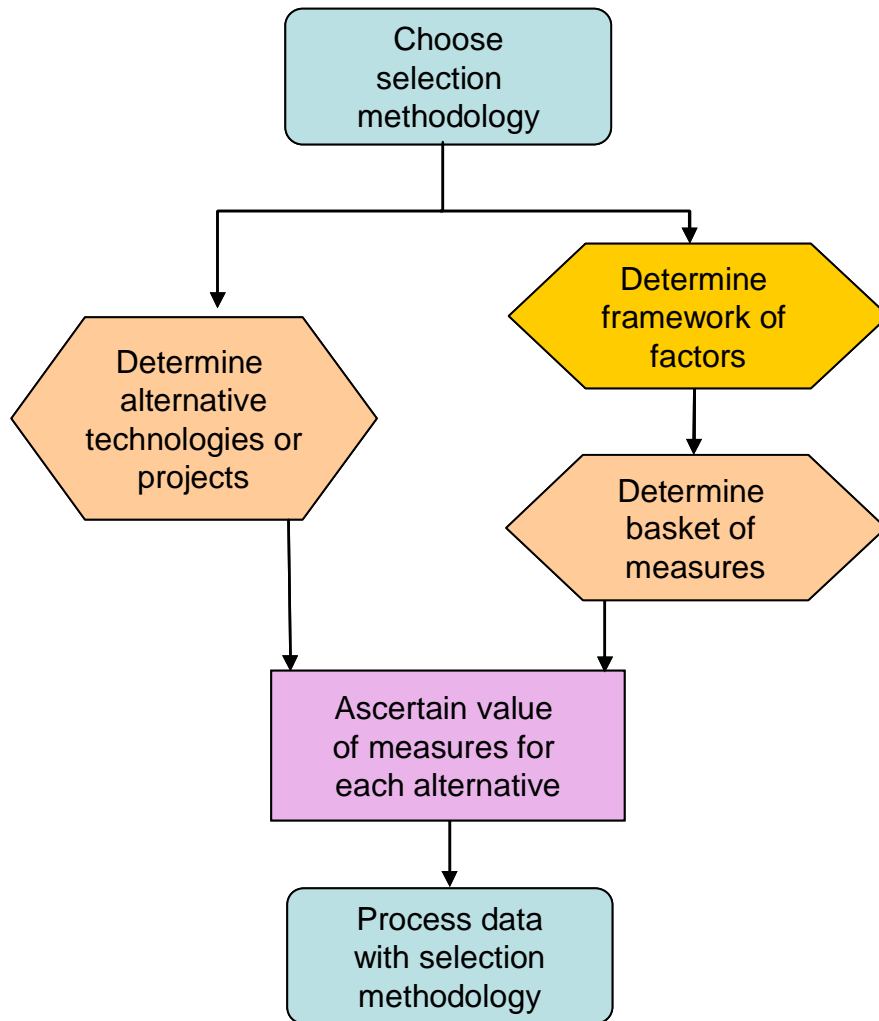 Choose
selection
methodology
Determine
framework of
factors
Determine
alternative
technologies or
projects
Determine
basket of
measures
Ascertain value
of measures for
each alternative
Process data
with selection
methodology